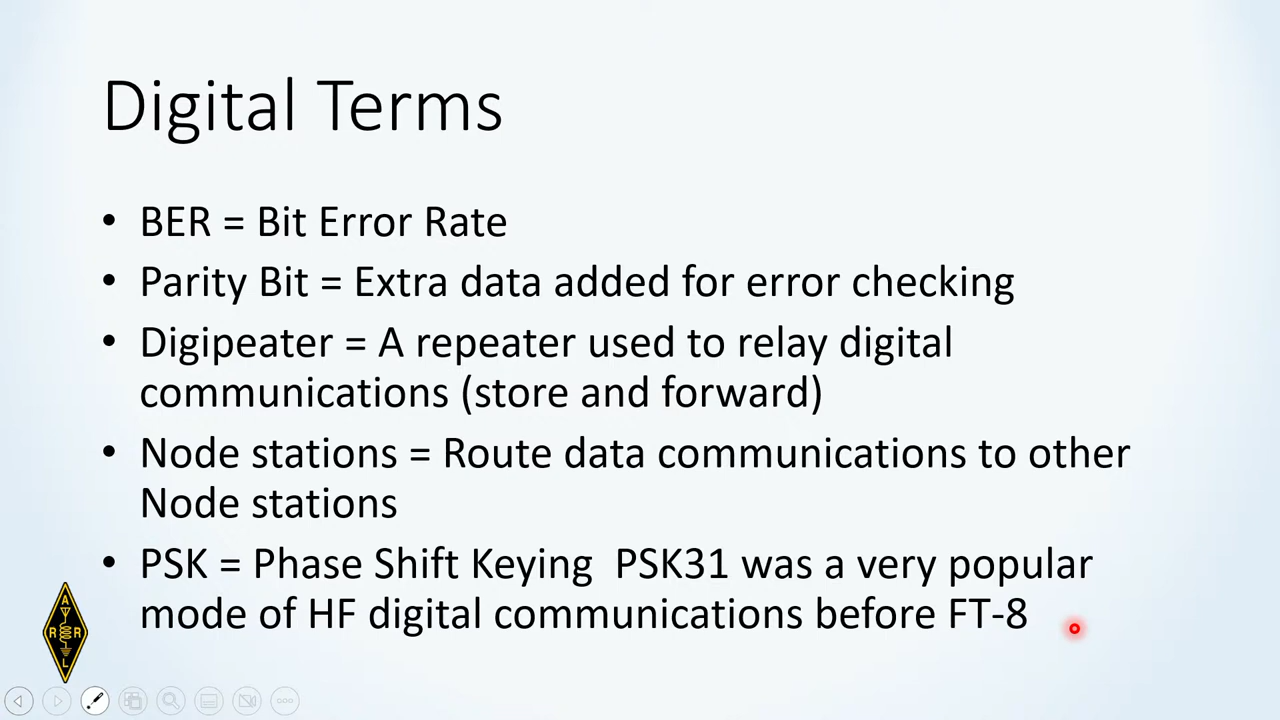 Digital Terms
• BER = Bit Error Rate
• Parity Bit = Extra data added for error checking
• Digipeater = A repeater used to relay digital
communications (store and forward)
• Node stations = Route data communications to other
Node stations
• PSK = Phase Shift Keying  PSK31 was a very popular
mode of HF digital communications before FT-8
A
R R
L